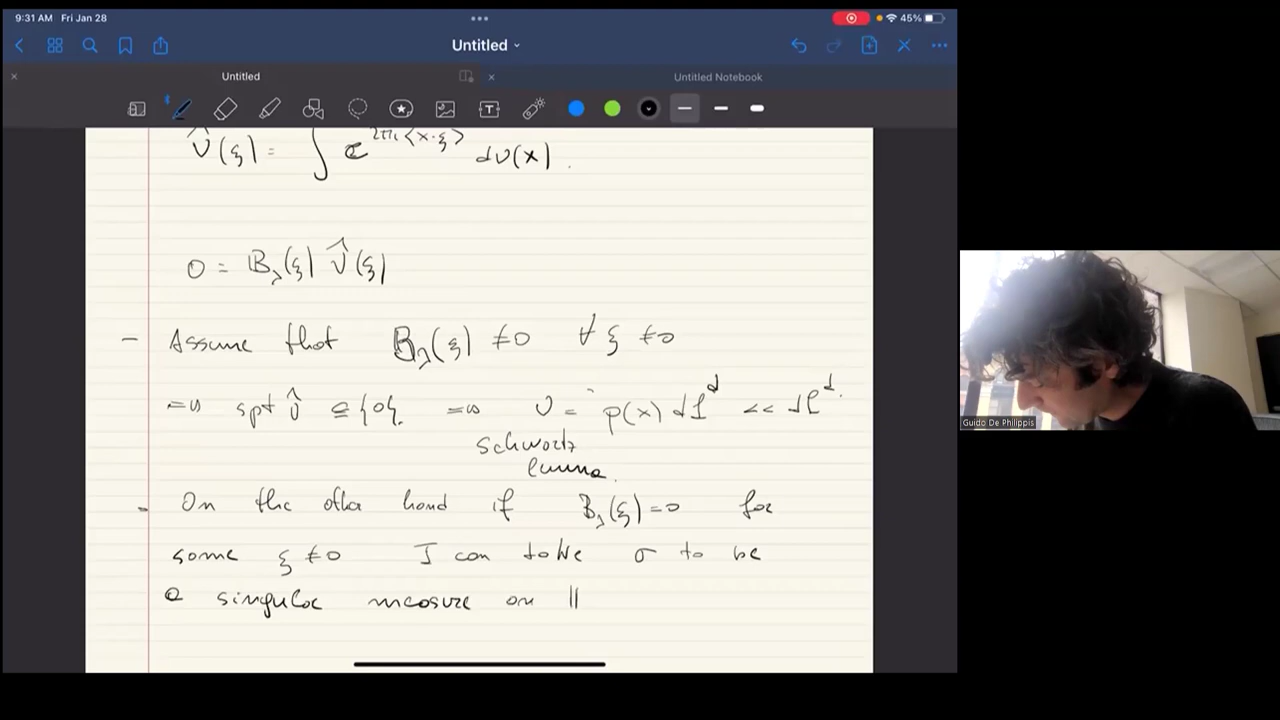 9:31 AM Fri Jan 28
45%
Untitled
Untitled
Untitled Notebook
ν̂(ξ) = ∫ e^{2πi<x·ξ>} dν(x).
0 = 𝔹_λ(ξ) ν̂(ξ)
- Assume that 𝔹_λ(ξ) ≠0 ∀ ξ ≠0
=> spt ν̂ ⊆ {0}. => ν = p(x) dℒ^d << dℒ^d.
Schwartz
lemma.
- On the other hand if 𝔹_λ(ξ)=0 for
some ξ ≠0 I can take σ to be
a singular measure on ℝ
Guido De Philippis